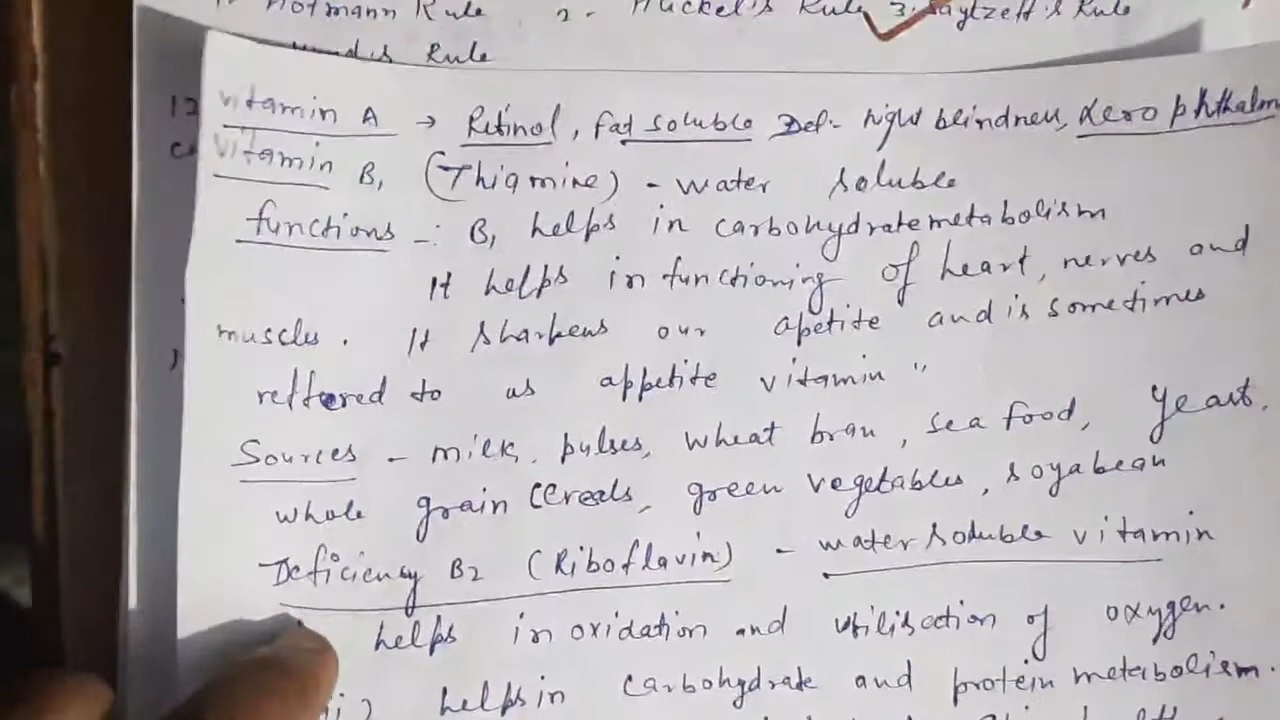 Hofmann Rule 2- Huckel's Rule 3. Saytzeff's Rule
Rule
12 vitamin A → Retinol, fat soluble Def- night blindness, Xerophthalm
vitamin B1 (Thiamine) - water soluble
functions -: B1 helps in carbohydrate metabolism
It helps in functioning of heart, nerves and
muscles. It sharkens our apetite and is sometimes
reffered to as appetite vitamin"
Sources - milk, pulses, wheat bran, sea food, yeast.
whole grain cereals, green vegetables, soyabean
Deficiency B2 (Riboflavin) - water soluble vitamin
helps in oxidation and utilisation of oxygen.
ii) helps in carbohydrate and protein metabolism.